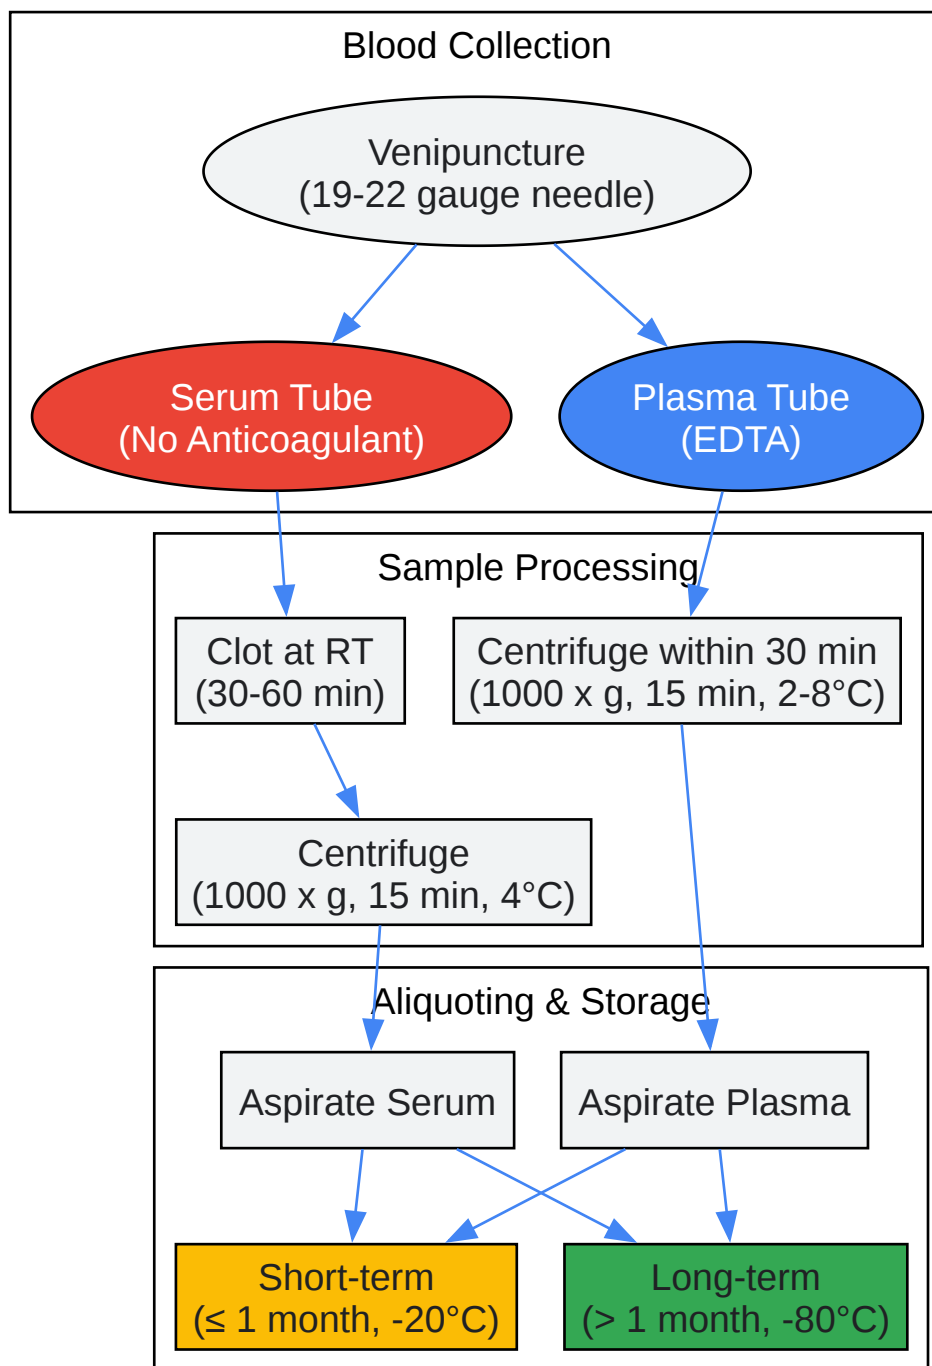 Blood Collection
Venipuncture
(19-22 gauge needle)
Serum Tube
(No Anticoagulant)
Plasma Tube
(EDTA)
Sample Processing
Clot at RT
(30-60 min)
Centrifuge within 30 min
(1000 x g, 15 min, 2-8°C)
Centrifuge
(1000 x g, 15 min, 4°C)
Aliquoting & Storage
Aspirate Serum
Aspirate Plasma
Short-term
(≤ 1 month, -20°C)
Long-term
(> 1 month, -80°C)